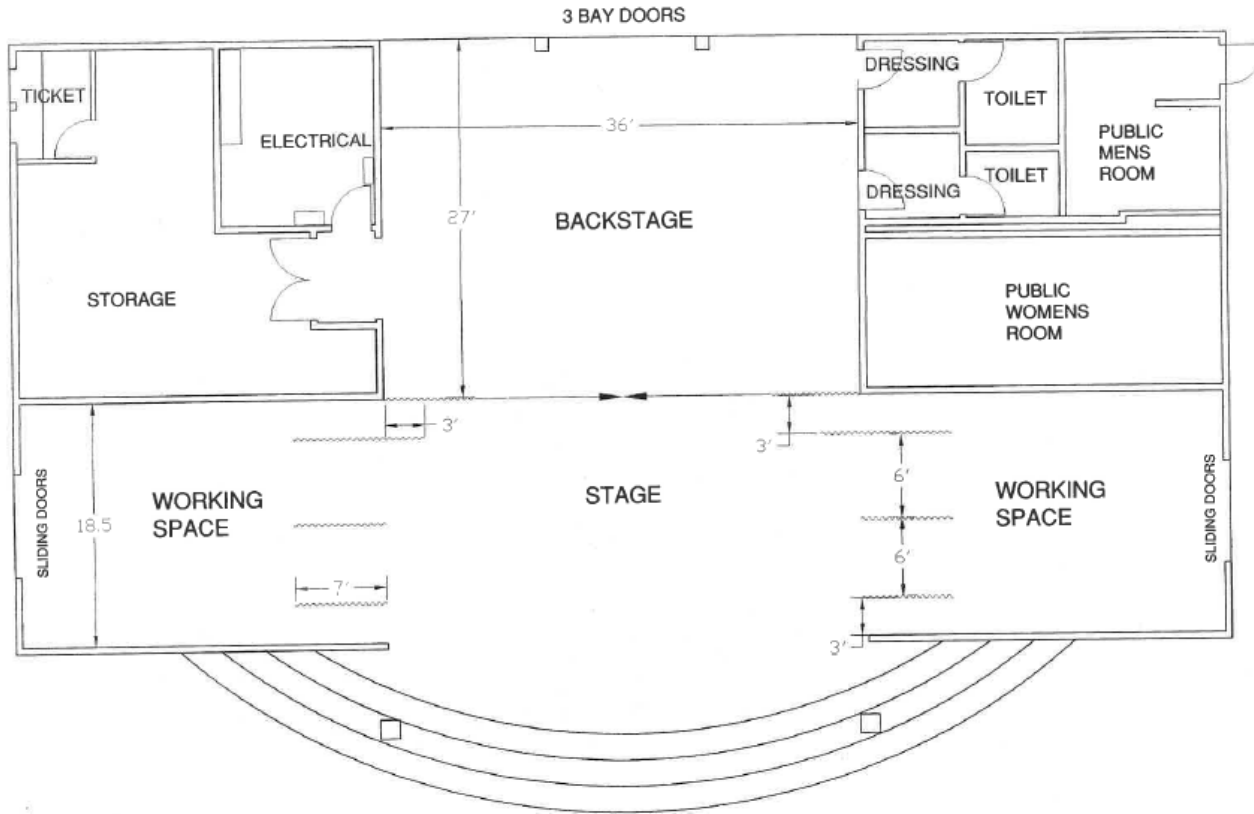 3 BAY DOORS
TICKET
ELECTRICAL
36'
DRESSING
TOILET
PUBLIC
MENS
ROOM
27'
BACKSTAGE
DRESSING
TOILET
STORAGE
PUBLIC
WOMENS
ROOM
3'
3'
SLIDING DOORS
18.5
WORKING
SPACE
STAGE
6'
WORKING
SPACE
SLIDING DOORS
7'
6'
3'